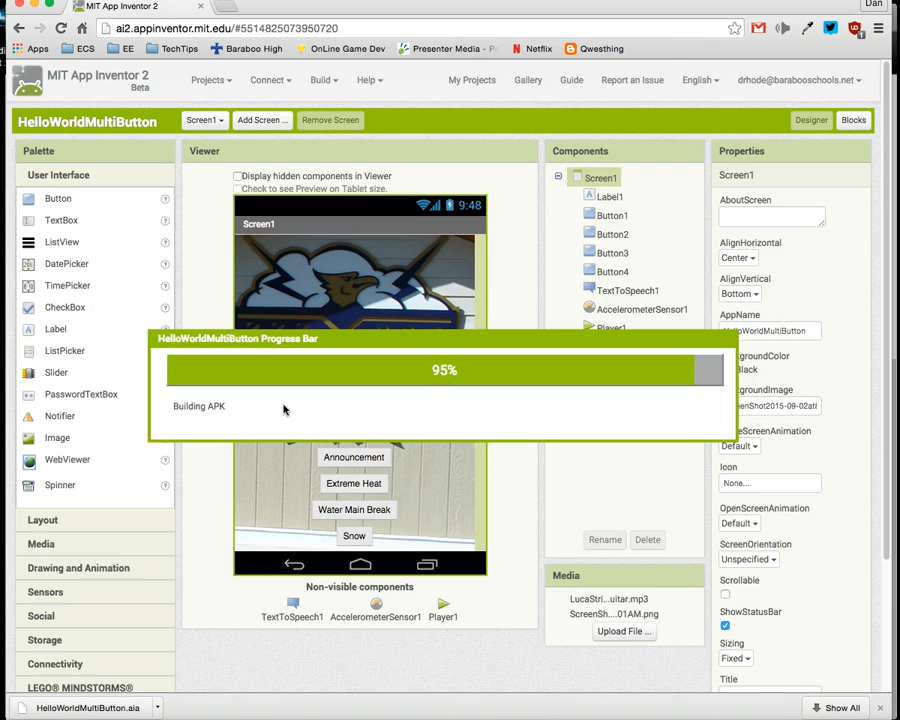 MIT App Inventor 2
Dan
ai2.appinventor.mit.edu/#5514825073950720
Apps ECS EE TechTips Baraboo High OnLine Game Dev Presenter Media - Netflix Qwesthing
MIT App Inventor 2
Beta
Projects Connect Build Help My Projects Gallery Guide Report an Issue English drhode@barabooschools.net
HelloWorldMultiButton Screen1 Add Screen ... Remove Screen Designer Blocks
Palette Viewer Components Properties
User Interface
Button
TextBox
ListView
DatePicker
TimePicker
CheckBox
Label
ListPicker
Slider
PasswordTextBox
Notifier
Image
WebViewer
Spinner
Layout
Media
Drawing and Animation
Sensors
Social
Storage
Connectivity
LEGO® MINDSTORMS®
Display hidden components in Viewer
Check to see Preview on Tablet size.
9:48
Screen1
HelloWorldMultiButton Progress Bar
95%
Building APK
Announcement
Extreme Heat
Water Main Break
Snow
Non-visible components
TextToSpeech1 AccelerometerSensor1 Player1
Screen1
Label1
Button1
Button2
Button3
Button4
TextToSpeech1
AccelerometerSensor1
Player1
Rename Delete
Media
LucaStri...uitar.mp3
ScreenSh....01AM.png
Upload File ...
Screen1
AboutScreen
AlignHorizontal
Center
AlignVertical
Bottom
AppName
HelloWorldMultiButton
BackgroundColor
Black
BackgroundImage
CloseScreenAnimation
Default
Icon
None...
OpenScreenAnimation
Default
ScreenOrientation
Unspecified
Scrollable
ShowStatusBar
Sizing
Fixed
Title
HelloWorldMultiButton.aia Show All